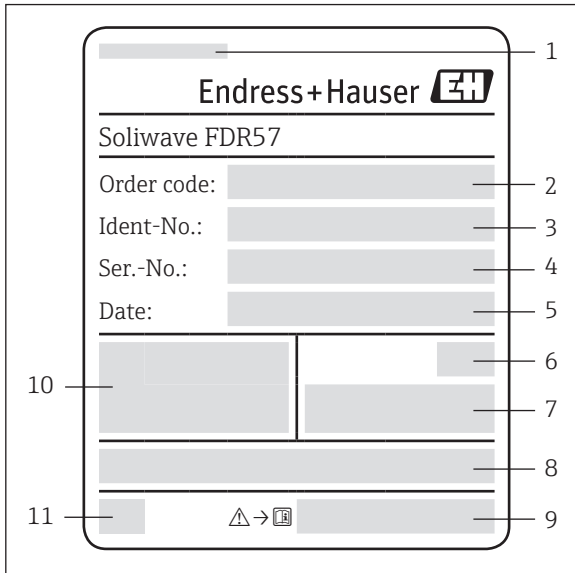 1
Endress+Hauser EH
Soliwave FDR57
Order code: 2
Ident-No.: 3
Ser.-No.: 4
Date: 5
6
10
7
8
11 ⚠→i 9